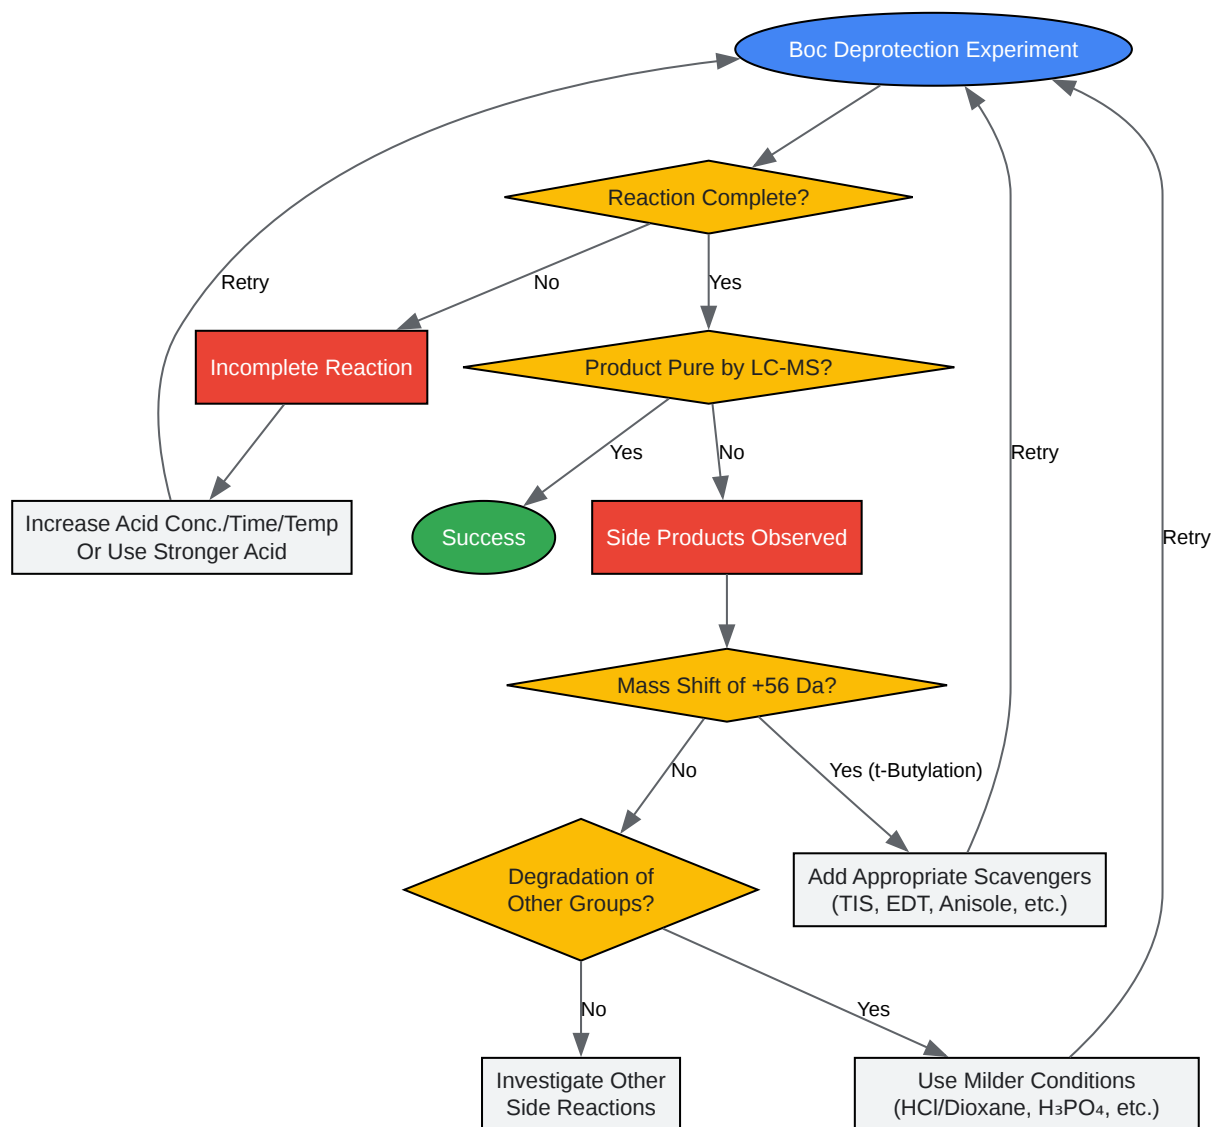 Boc Deprotection Experiment
Reaction Complete?
Retry
No
Yes
Incomplete Reaction
Product Pure by LC-MS?
Yes
No
Retry
Increase Acid Conc./Time/Temp
Or Use Stronger Acid
Success
Side Products Observed
Retry
Mass Shift of +56 Da?
No
Yes (t-Butylation)
Degradation of
Other Groups?
Add Appropriate Scavengers
(TIS, EDT, Anisole, etc.)
No
Yes
Investigate Other
Side Reactions
Use Milder Conditions
(HCl/Dioxane, H₃PO₄, etc.)